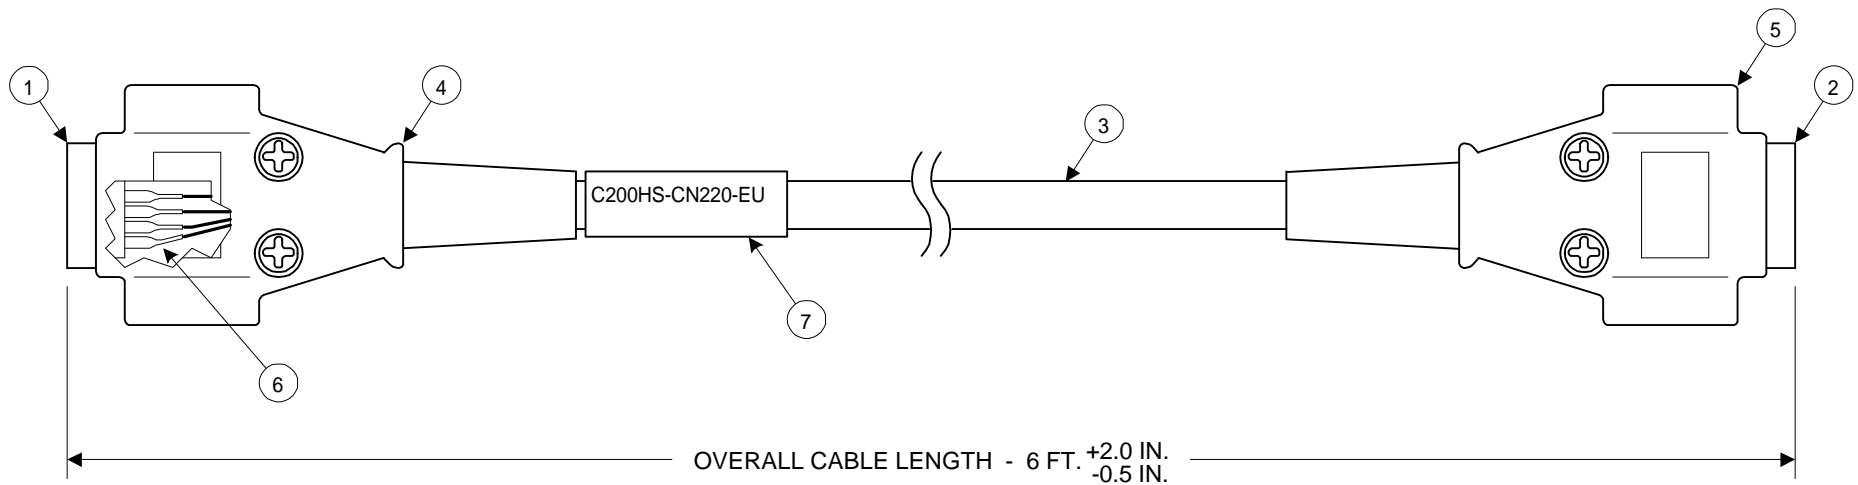 5
1
4
2
3
C200HS-CN220-EU
7
6
OVERALL CABLE LENGTH - 6 FT. +2.0 IN.
-0.5 IN.